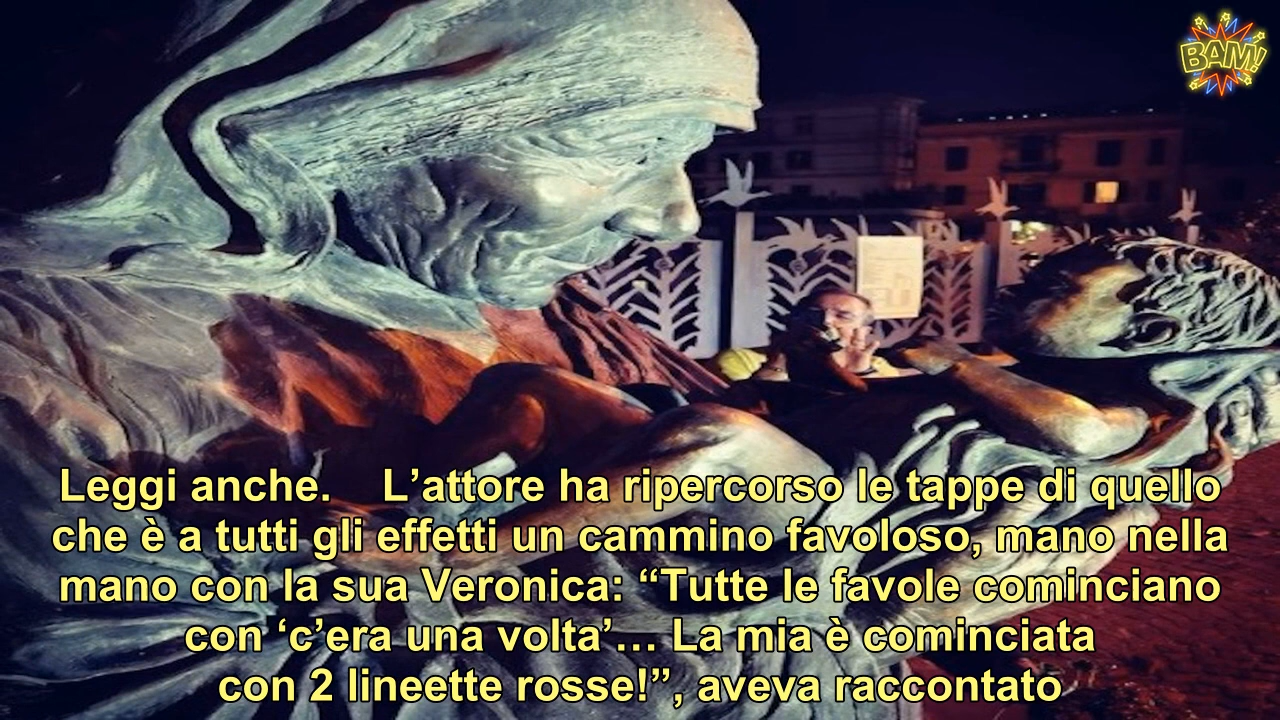 BAM!
Leggi anche. L’attore ha ripercorso le tappe di quello
che è a tutti gli effetti un cammino favoloso, mano nella
mano con la sua Veronica: “Tutte le favole cominciano
con ‘c’era una volta’… La mia è cominciata
con 2 lineette rosse!”, aveva raccontato